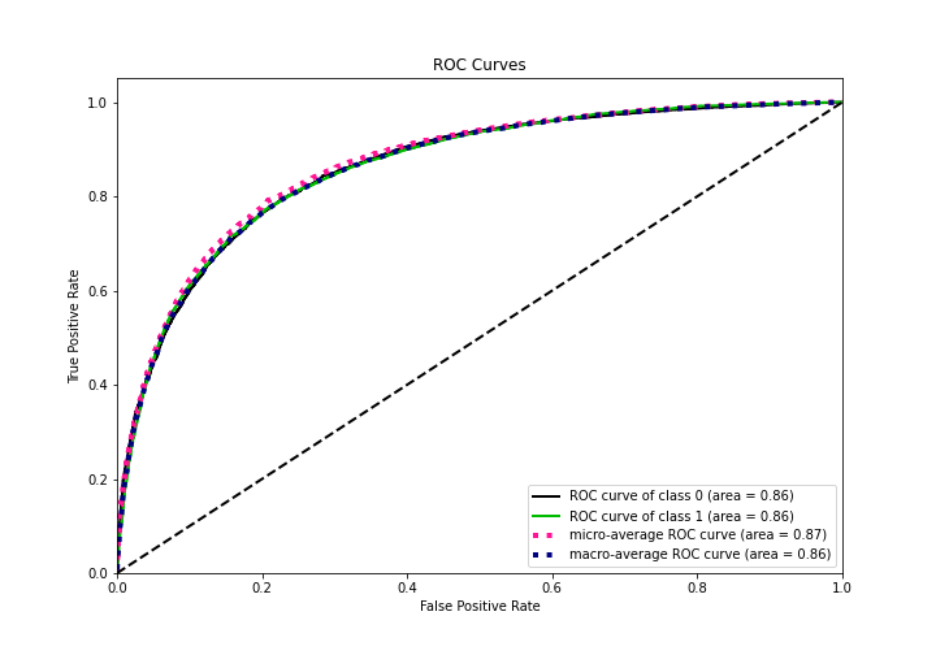 ROC Curves
1.0
0.8
0.6
0.4
0.2
0.0
True Positive Rate
0.0 0.2 0.4 0.6 0.8 1.0
False Positive Rate
ROC curve of class 0 (area = 0.86)
ROC curve of class 1 (area = 0.86)
micro-average ROC curve (area = 0.87)
macro-average ROC curve (area = 0.86)